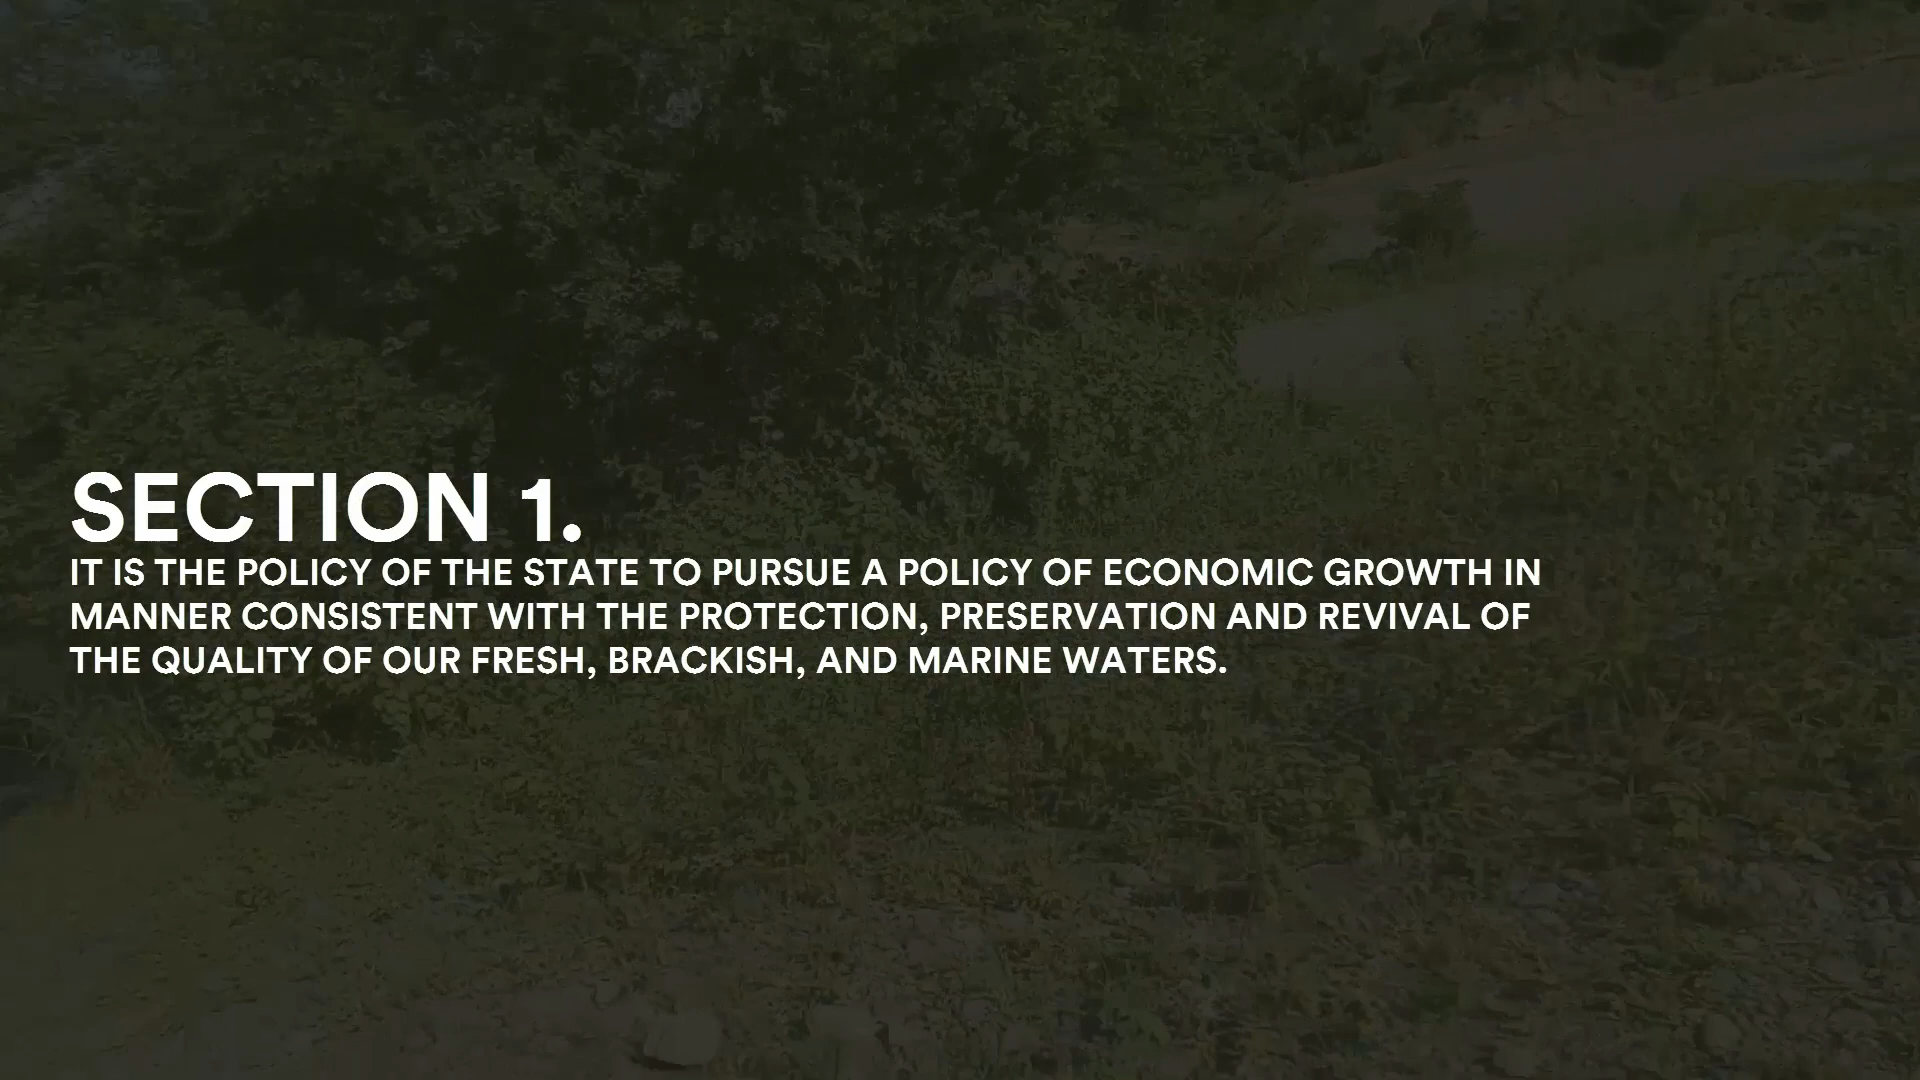 SECTION 1.
IT IS THE POLICY OF THE STATE TO PURSUE A POLICY OF ECONOMIC GROWTH IN
MANNER CONSISTENT WITH THE PROTECTION, PRESERVATION AND REVIVAL OF
THE QUALITY OF OUR FRESH, BRACKISH, AND MARINE WATERS.